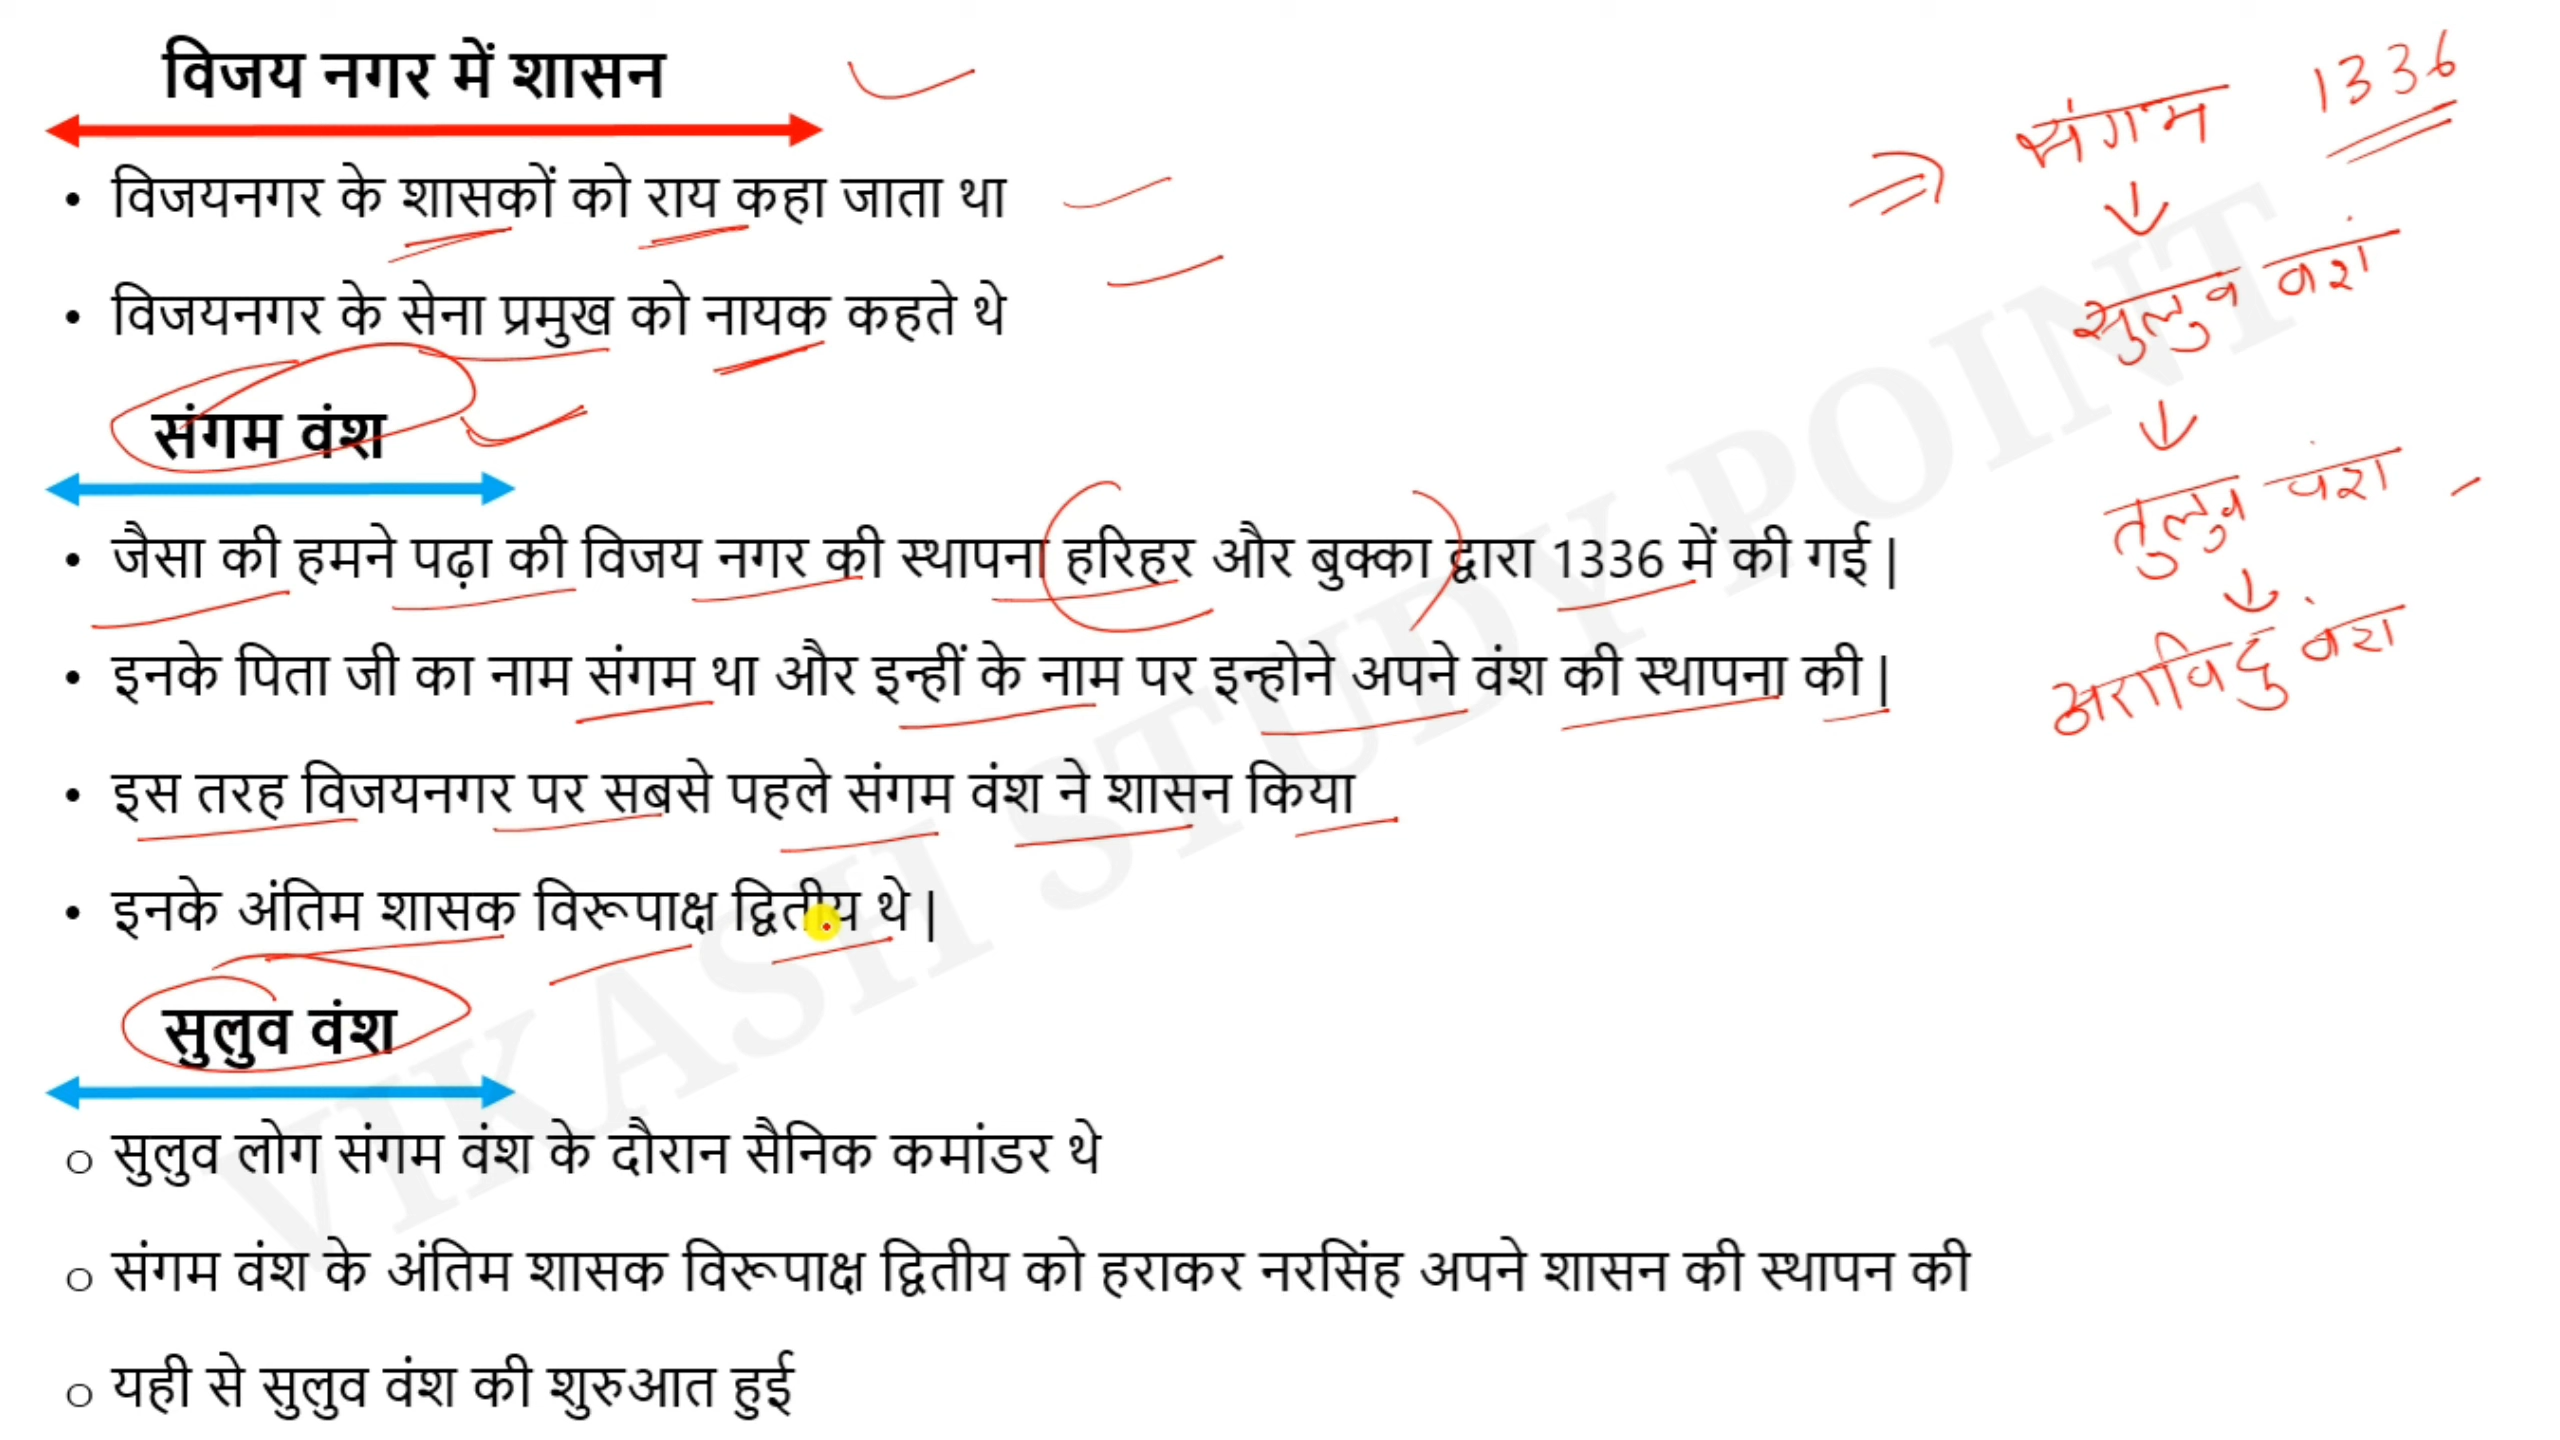 विजय नगर में शासन
• विजयनगर के शासकों को राय कहा जाता था
• विजयनगर के सेना प्रमुख को नायक कहते थे
संगम वंश
• जैसा की हमने पढ़ा की विजय नगर की स्थापना हरिहर और बुक्का द्वारा 1336 में की गई |
• इनके पिता जी का नाम संगम था और इन्हीं के नाम पर इन्होने अपने वंश की स्थापना की |
• इस तरह विजयनगर पर सबसे पहले संगम वंश ने शासन किया
• इनके अंतिम शासक विरूपाक्ष द्वितीय थे |
सुलुव वंश
○ सुलुव लोग संगम वंश के दौरान सैनिक कमांडर थे
○ संगम वंश के अंतिम शासक विरूपाक्ष द्वितीय को हराकर नरसिंह अपने शासन की स्थापन की
○ यही से सुलुव वंश की शुरुआत हुई
⇒ संगम 1336
↓
सुलुव वंश
↓
तुलुव वंश
↓
अराविदु वंश
VIKASH STUDY POINT